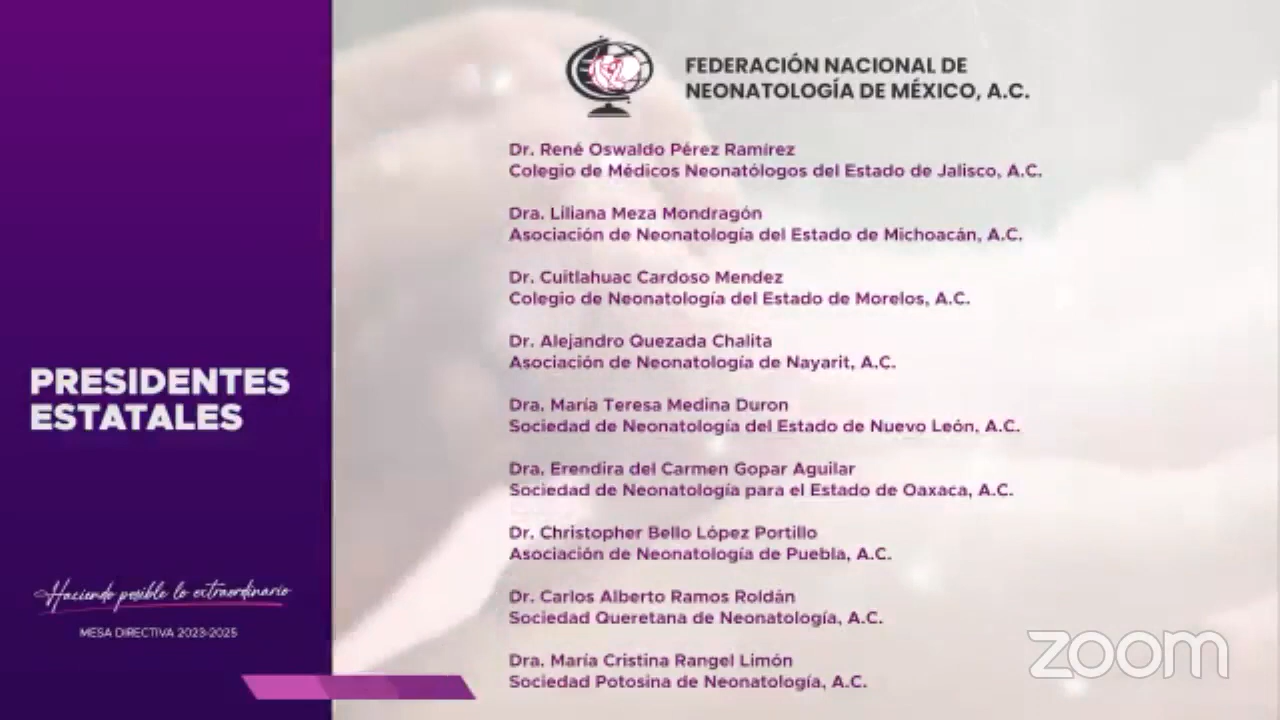 PRESIDENTES
ESTATALES
Haciendo posible lo extraordinario
MESA DIRECTIVA 2023-2025
FEDERACIÓN NACIONAL DE
NEONATOLOGÍA DE MÉXICO, A.C.
Dr. René Oswaldo Pérez Ramírez
Colegio de Médicos Neonatólogos del Estado de Jalisco, A.C.
Dra. Liliana Meza Mondragón
Asociación de Neonatología del Estado de Michoacán, A.C.
Dr. Cuitlahuac Cardoso Mendez
Colegio de Neonatología del Estado de Morelos, A.C.
Dr. Alejandro Quezada Chalita
Asociación de Neonatología de Nayarit, A.C.
Dra. María Teresa Medina Duron
Sociedad de Neonatología del Estado de Nuevo León, A.C.
Dra. Erendira del Carmen Gopar Aguilar
Sociedad de Neonatología para el Estado de Oaxaca, A.C.
Dr. Christopher Bello López Portillo
Asociación de Neonatología de Puebla, A.C.
Dr. Carlos Alberto Ramos Roldán
Sociedad Queretana de Neonatología, A.C.
Dra. María Cristina Rangel Limón
Sociedad Potosina de Neonatología, A.C.
zoom